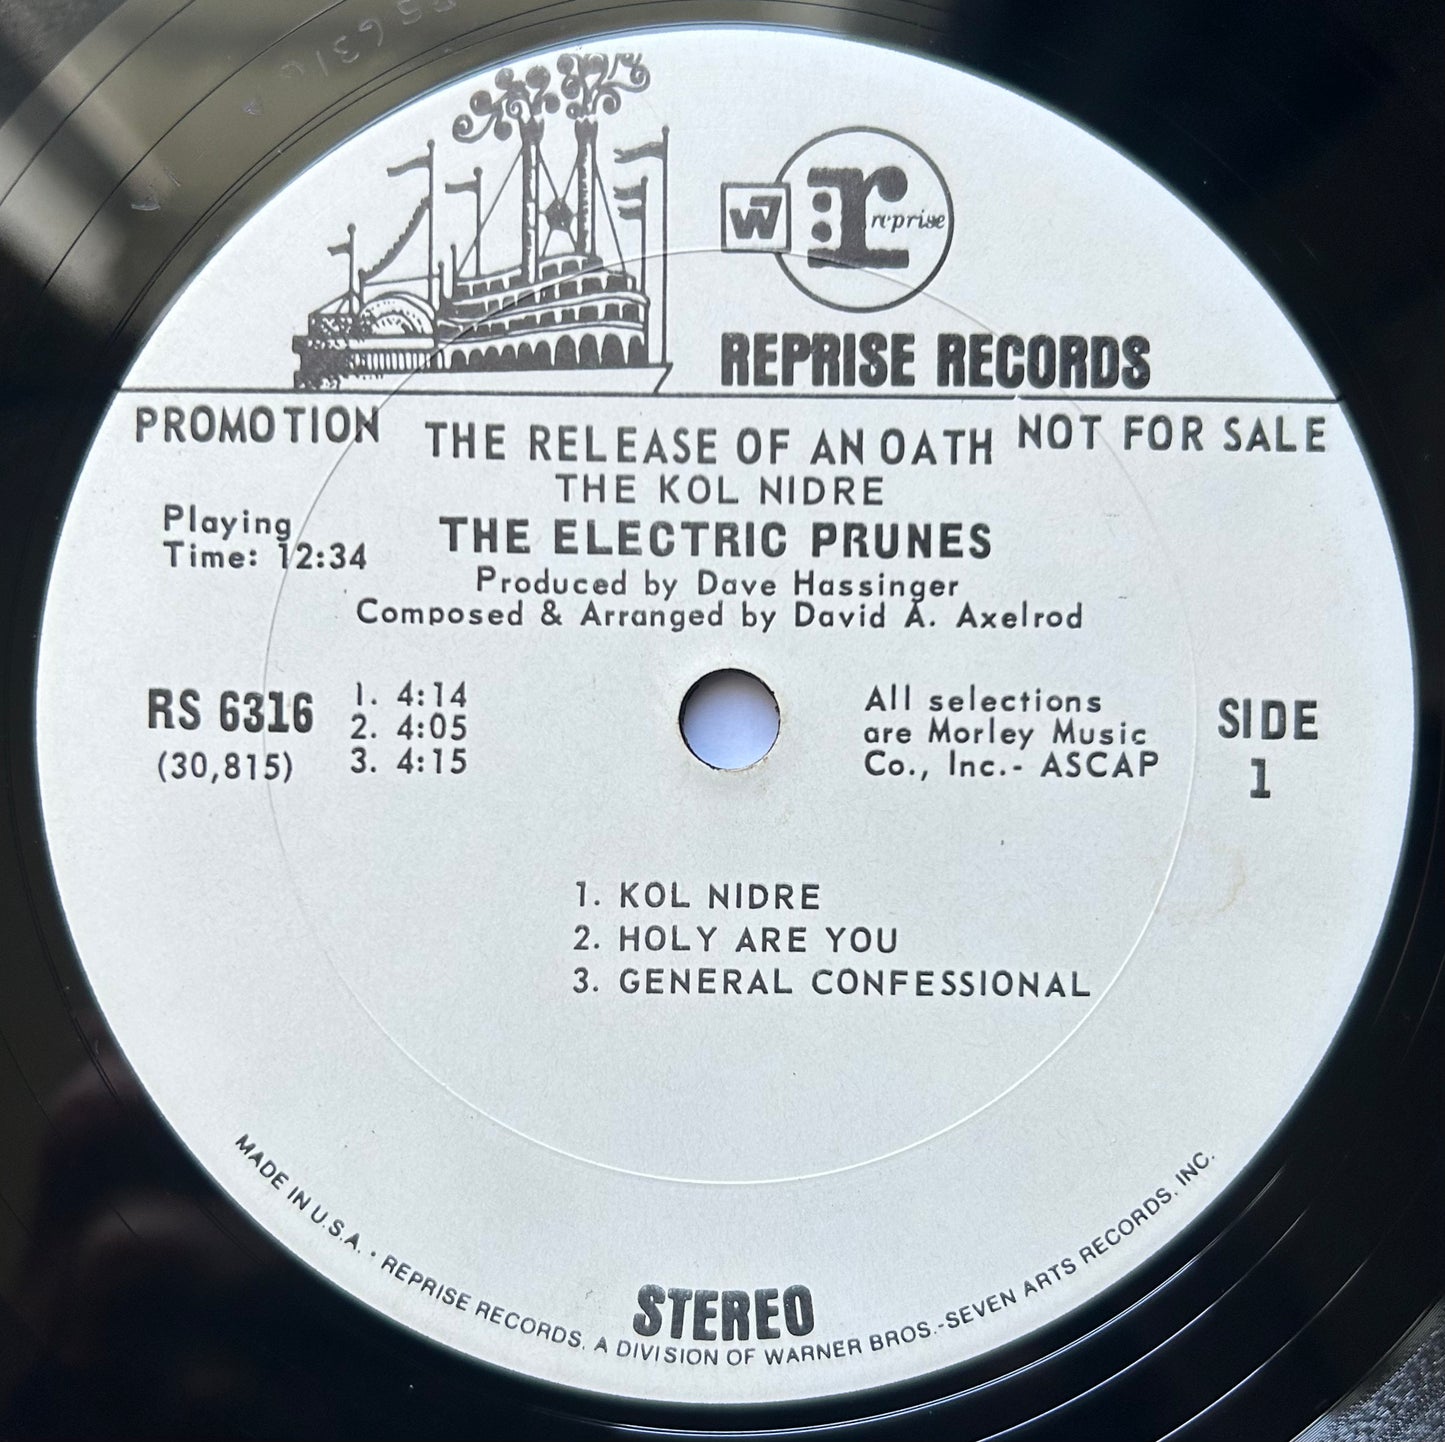 RS 6316
W7
r reprise
REPRISE RECORDS
PROMOTION
THE RELEASE OF AN OATH
NOT FOR SALE
THE KOL NIDRE
Playing
Time: 12:34
THE ELECTRIC PRUNES
Produced by Dave Hassinger
Composed & Arranged by David A. Axelrod
RS 6316
(30,815)
1. 4:14
2. 4:05
3. 4:15
All selections
are Morley Music
Co., Inc.- ASCAP
SIDE
1
1. KOL NIDRE
2. HOLY ARE YOU
3. GENERAL CONFESSIONAL
STEREO
MADE IN U.S.A. • REPRISE RECORDS, A DIVISION OF WARNER BROS.-SEVEN ARTS RECORDS, INC.